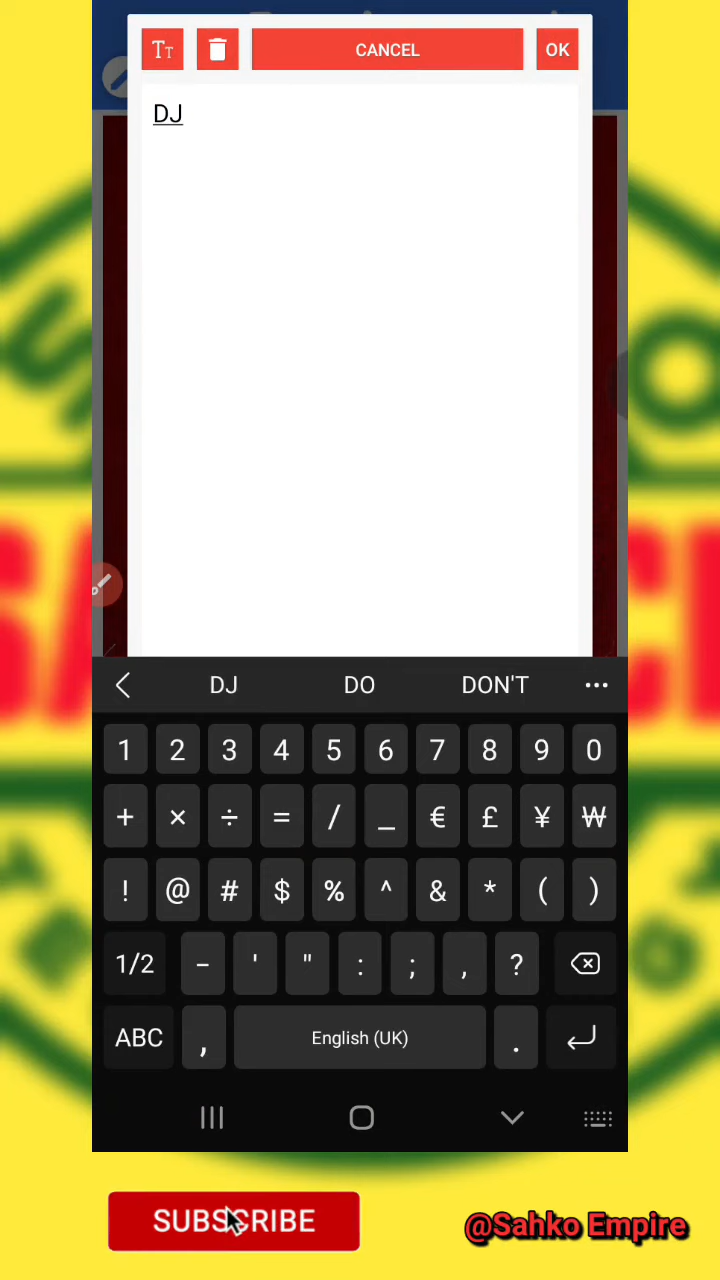 Tт CANCEL OK
DJ
DJ DO DON'T
1 2 3 4 5 6 7 8 9 0
+ × ÷ = / _ € £ ¥ ₩
! @ # $ % ^ & * ( )
1/2 - ' " : ; , ?
ABC , English (UK) .
SUBSCRIBE @Sahko Empire